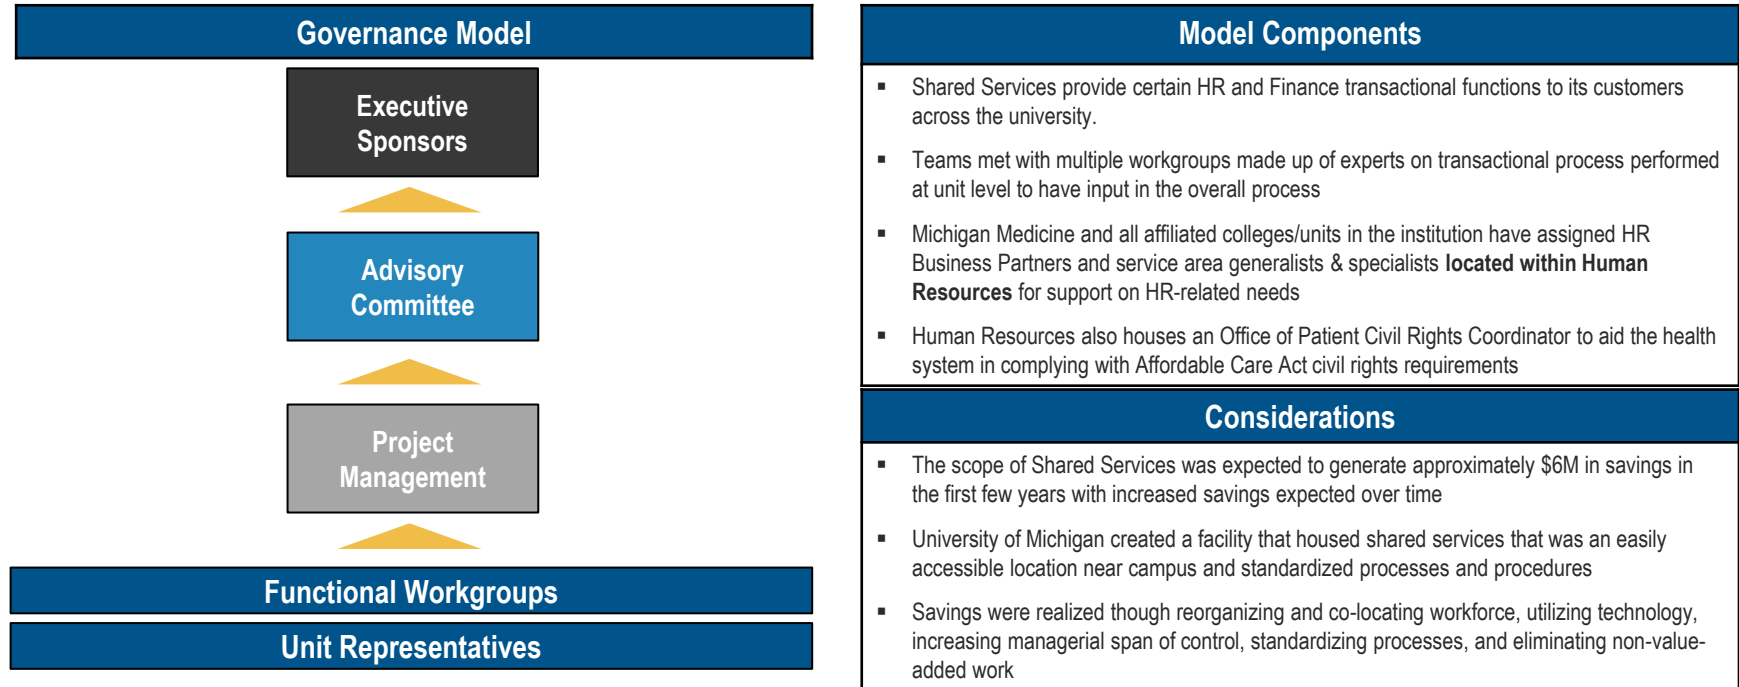 Governance Model
Executive
Sponsors
Advisory
Committee
Project
Management
Functional Workgroups
Unit Representatives
Model Components
▪ Shared Services provide certain HR and Finance transactional functions to its customers
across the university.
▪ Teams met with multiple workgroups made up of experts on transactional process performed
at unit level to have input in the overall process
▪ Michigan Medicine and all affiliated colleges/units in the institution have assigned HR
Business Partners and service area generalists & specialists located within Human
Resources for support on HR-related needs
▪ Human Resources also houses an Office of Patient Civil Rights Coordinator to aid the health
system in complying with Affordable Care Act civil rights requirements
Considerations
▪ The scope of Shared Services was expected to generate approximately $6M in savings in
the first few years with increased savings expected over time
▪ University of Michigan created a facility that housed shared services that was an easily
accessible location near campus and standardized processes and procedures
▪ Savings were realized though reorganizing and co-locating workforce, utilizing technology,
increasing managerial span of control, standardizing processes, and eliminating non-value-
added work